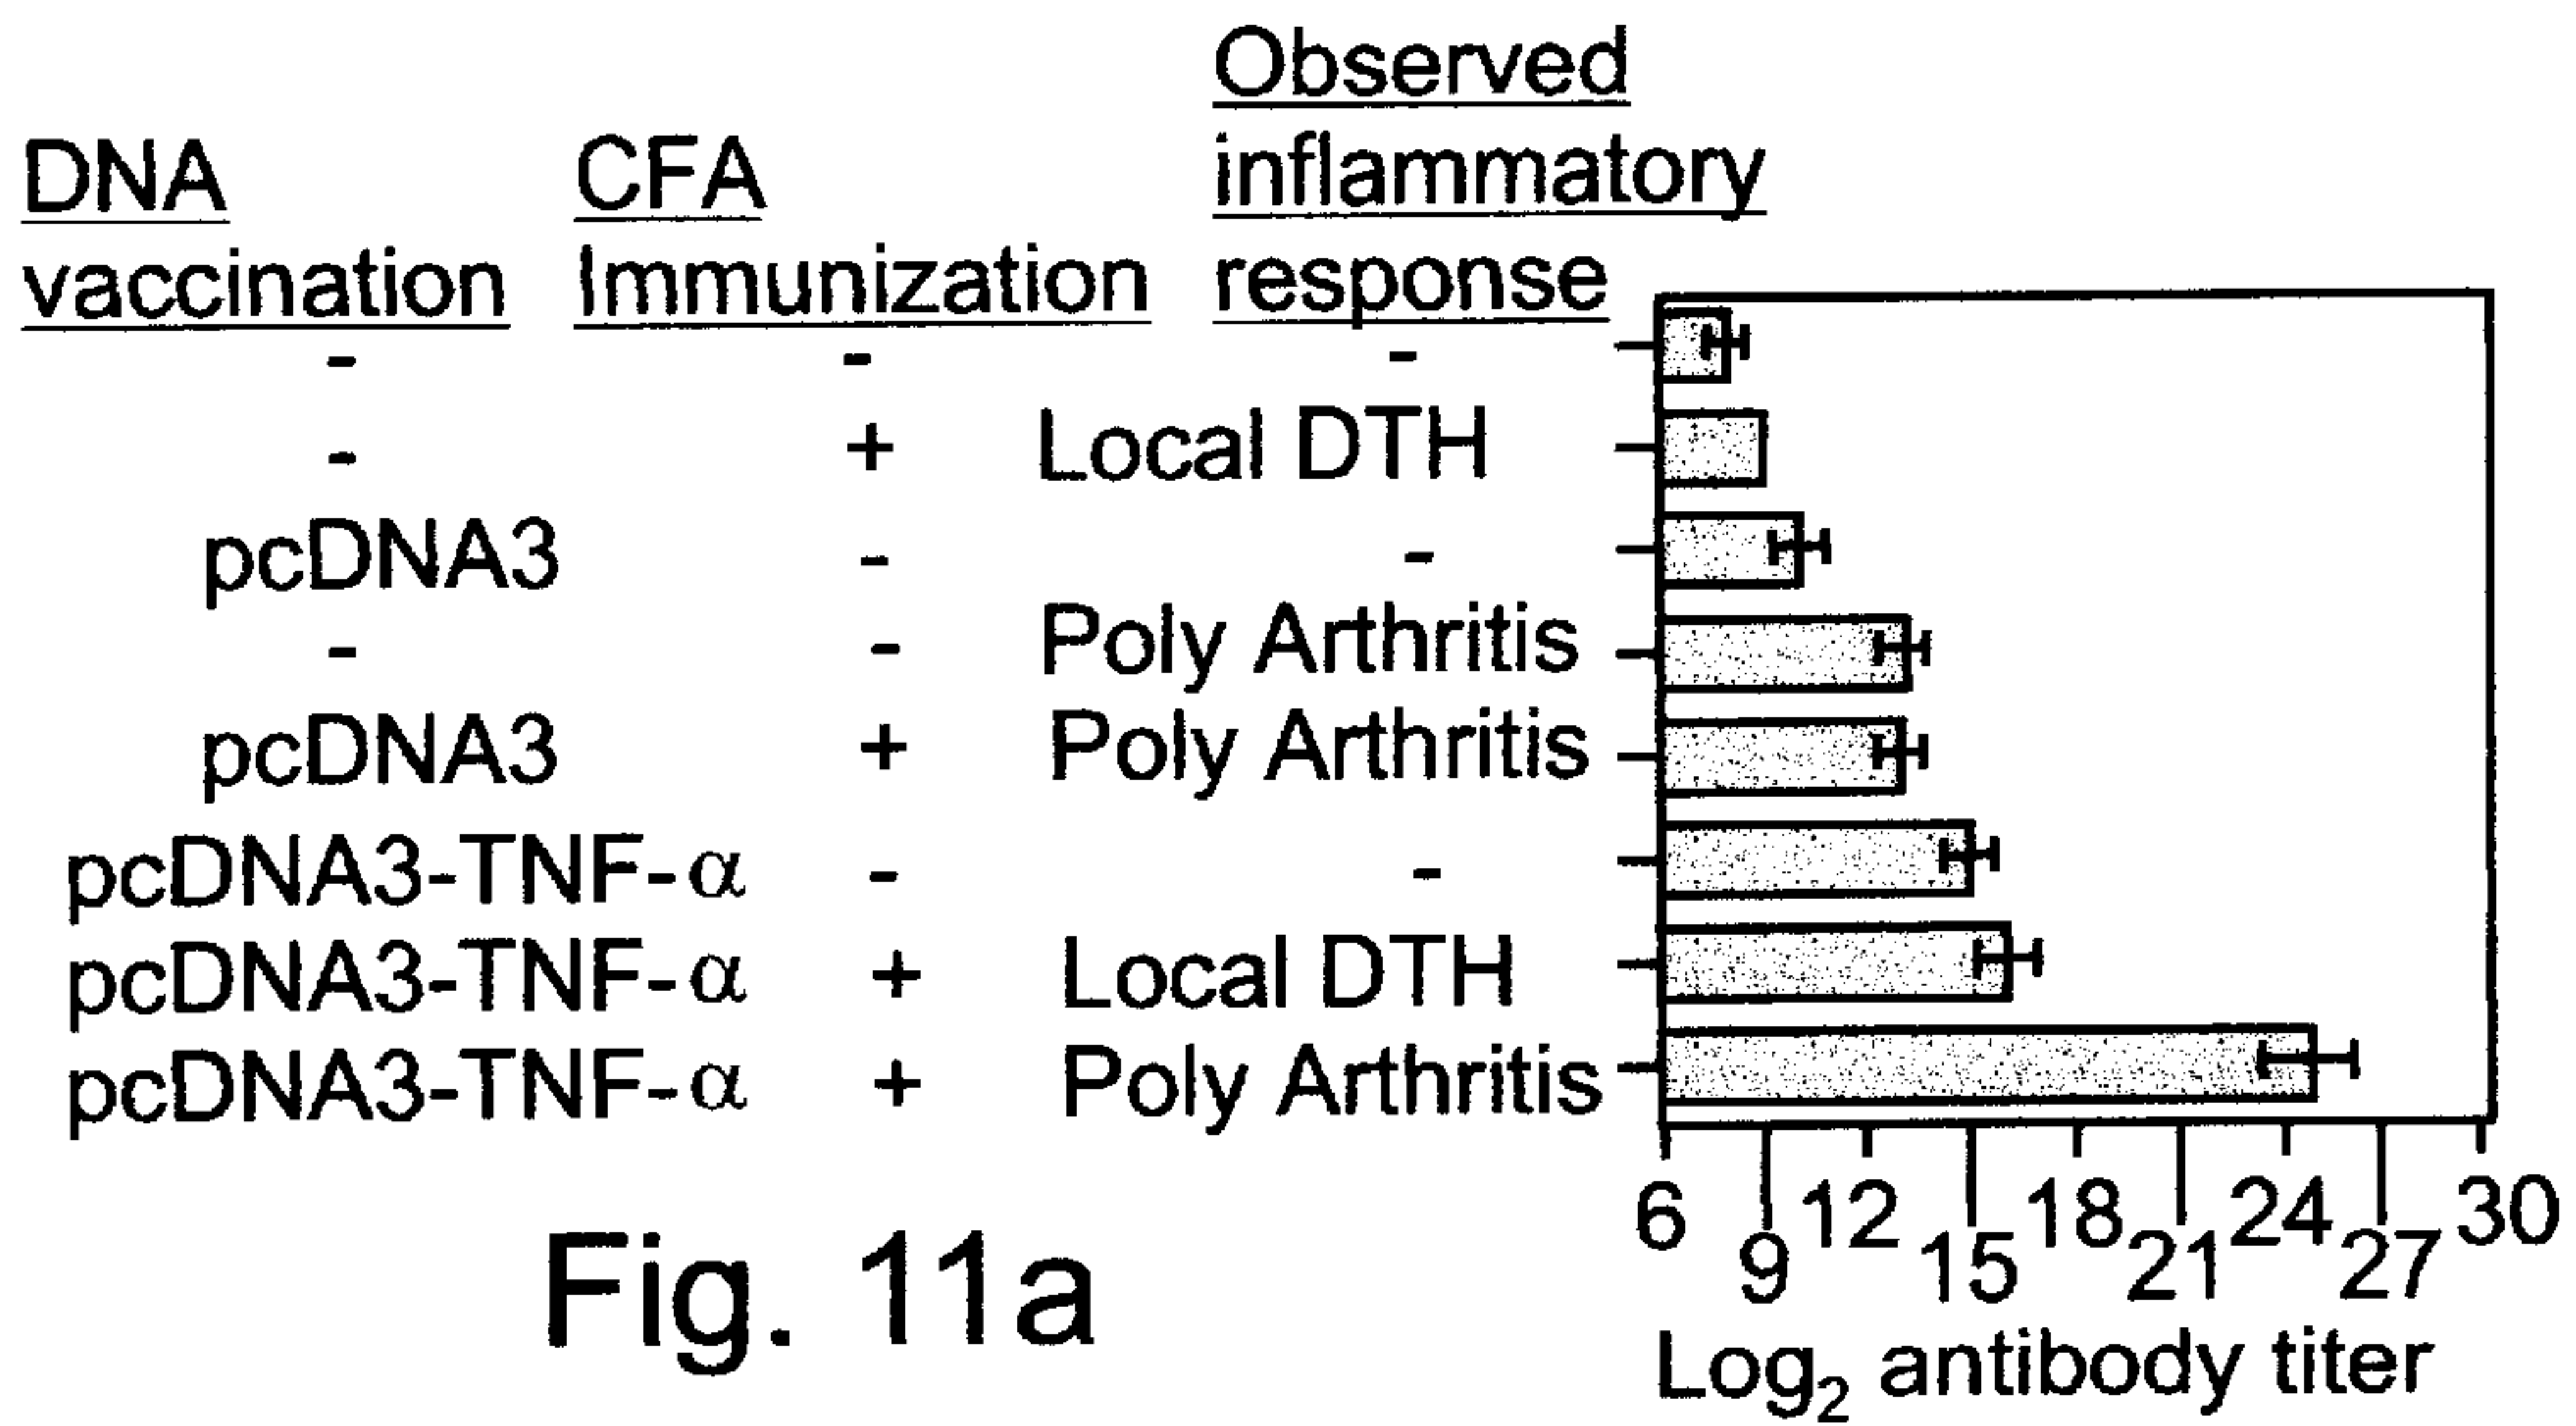 Observed
DNA CFA inflammatory
vaccination Immunization response
- - -
- + Local DTH
pcDNA3 - -
- - Poly Arthritis
pcDNA3 + Poly Arthritis
pcDNA3-TNF-α - -
pcDNA3-TNF-α + Local DTH
pcDNA3-TNF-α + Poly Arthritis
6 9 12 15 18 21 24 27 30
Log₂ antibody titer
Fig. 11a